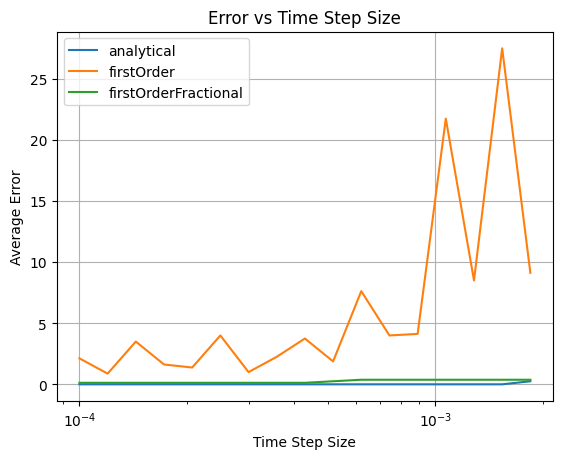 Error vs Time Step Size
analytical
firstOrder
firstOrderFractional
Average Error
25
20
15
10
5
0
10⁻⁴
10⁻³
Time Step Size